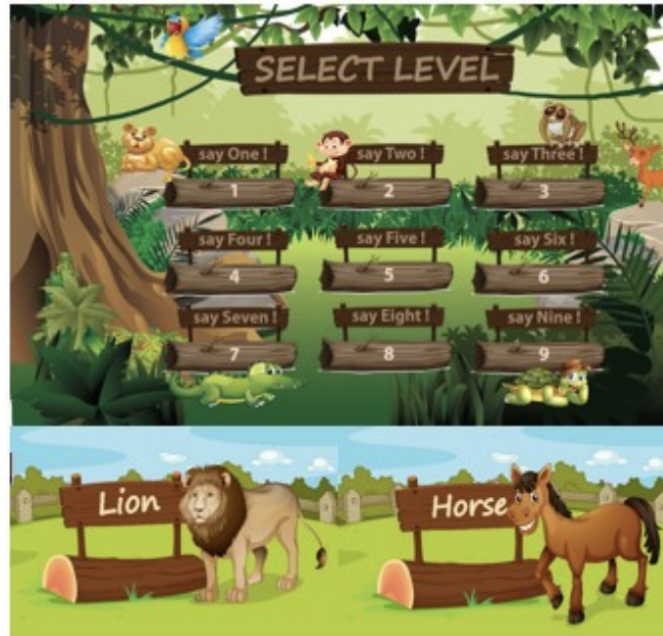 SELECT LEVEL
say One !
say Two !
say Three !
1
2
3
say Four !
say Five !
say Six !
4
5
6
say Seven !
say Eight !
say Nine !
7
8
9
Lion
Horse